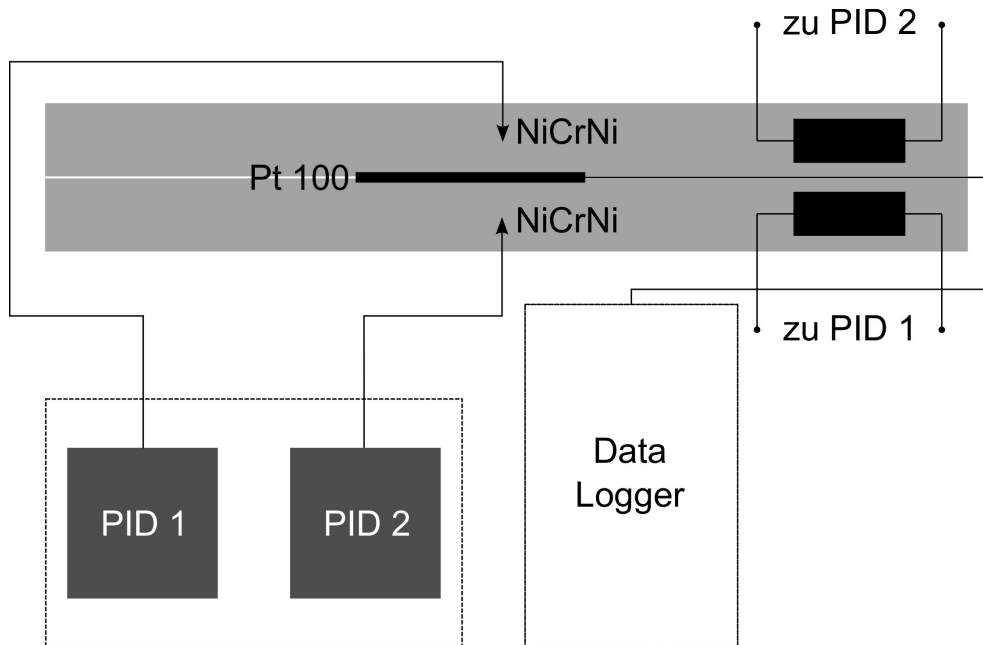 zu PID 2
NiCrNi
Pt 100
NiCrNi
zu PID 1
Data
Logger
PID 1
PID 2